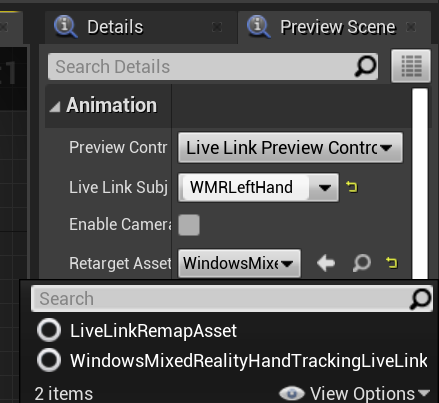 Details
Preview Scene
Search Details
Animation
Preview Contr
Live Link Preview Contro
Live Link Subj
WMRLeftHand
Enable Camera
Retarget Asset
WindowsMixe
Search
LiveLinkRemapAsset
WindowsMixedRealityHandTrackingLiveLink
2 items
View Options